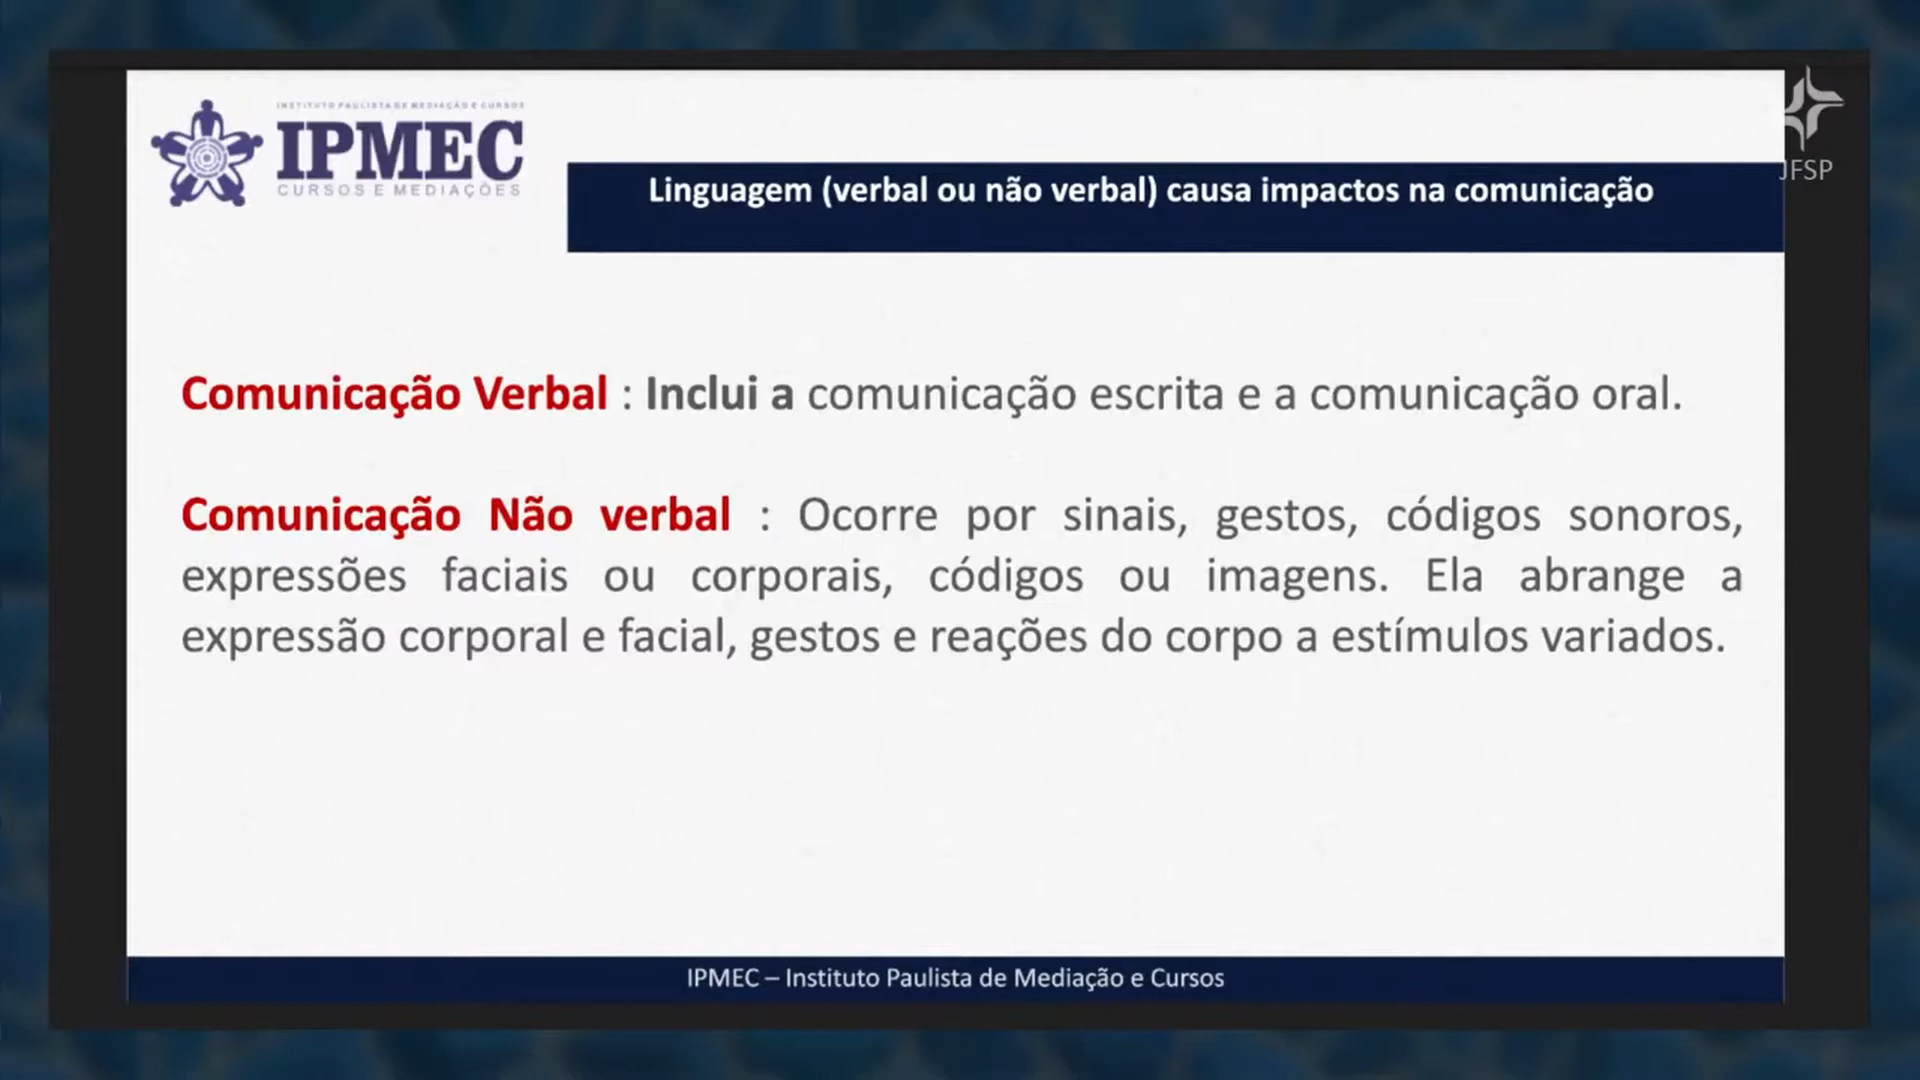 INSTITUTO PAULISTA DE MEDIAÇÃO E CURSOS
IPMEC
CURSOS E MEDIAÇÕES
JFSP
Linguagem (verbal ou não verbal) causa impactos na comunicação
Comunicação Verbal : Inclui a comunicação escrita e a comunicação oral.
Comunicação Não verbal : Ocorre por sinais, gestos, códigos sonoros,
expressões faciais ou corporais, códigos ou imagens. Ela abrange a
expressão corporal e facial, gestos e reações do corpo a estímulos variados.
IPMEC – Instituto Paulista de Mediação e Cursos